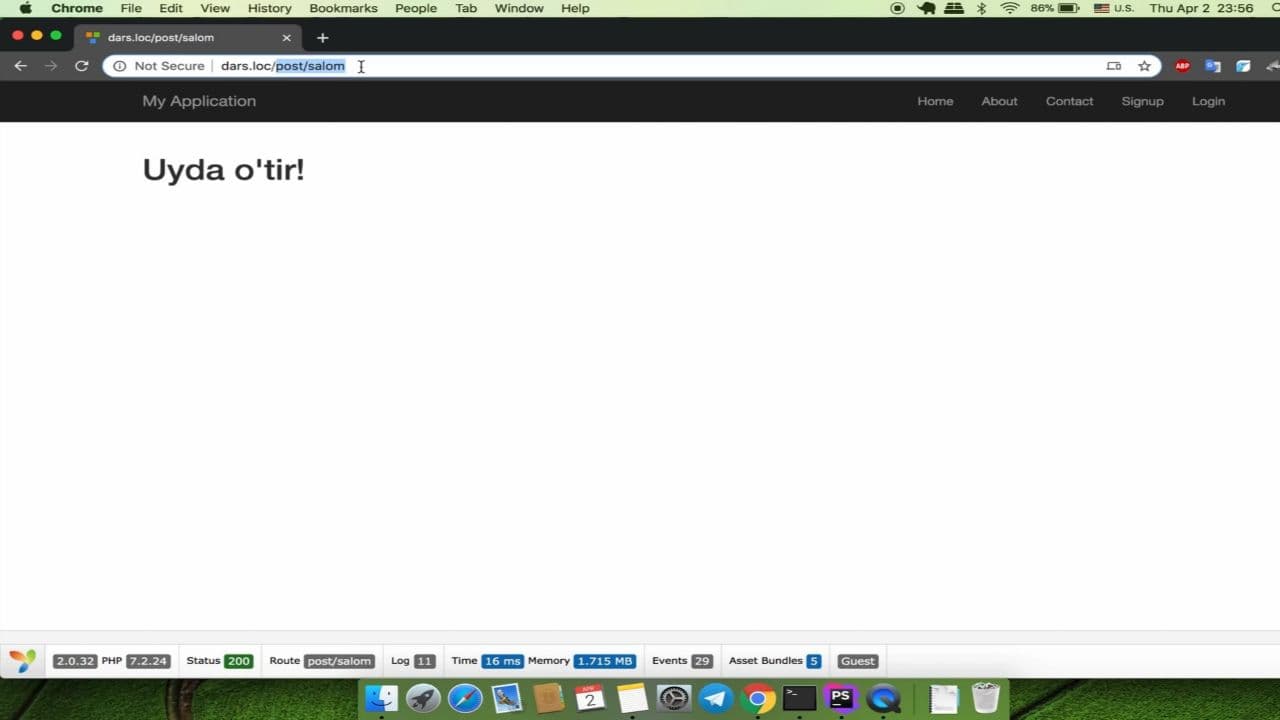 Chrome File Edit View History Bookmarks People Tab Window Help 86% U.S. Thu Apr 2 23:56
dars.loc/post/salom
Not Secure dars.loc/post/salom ABP
My Application Home About Contact Signup Login
Uyda o'tir!
2.0.32 PHP 7.2.24 Status 200 Route post/salom Log 11 Time 16 ms Memory 1.715 MB Events 29 Asset Bundles 5 Guest
APR
2
PS